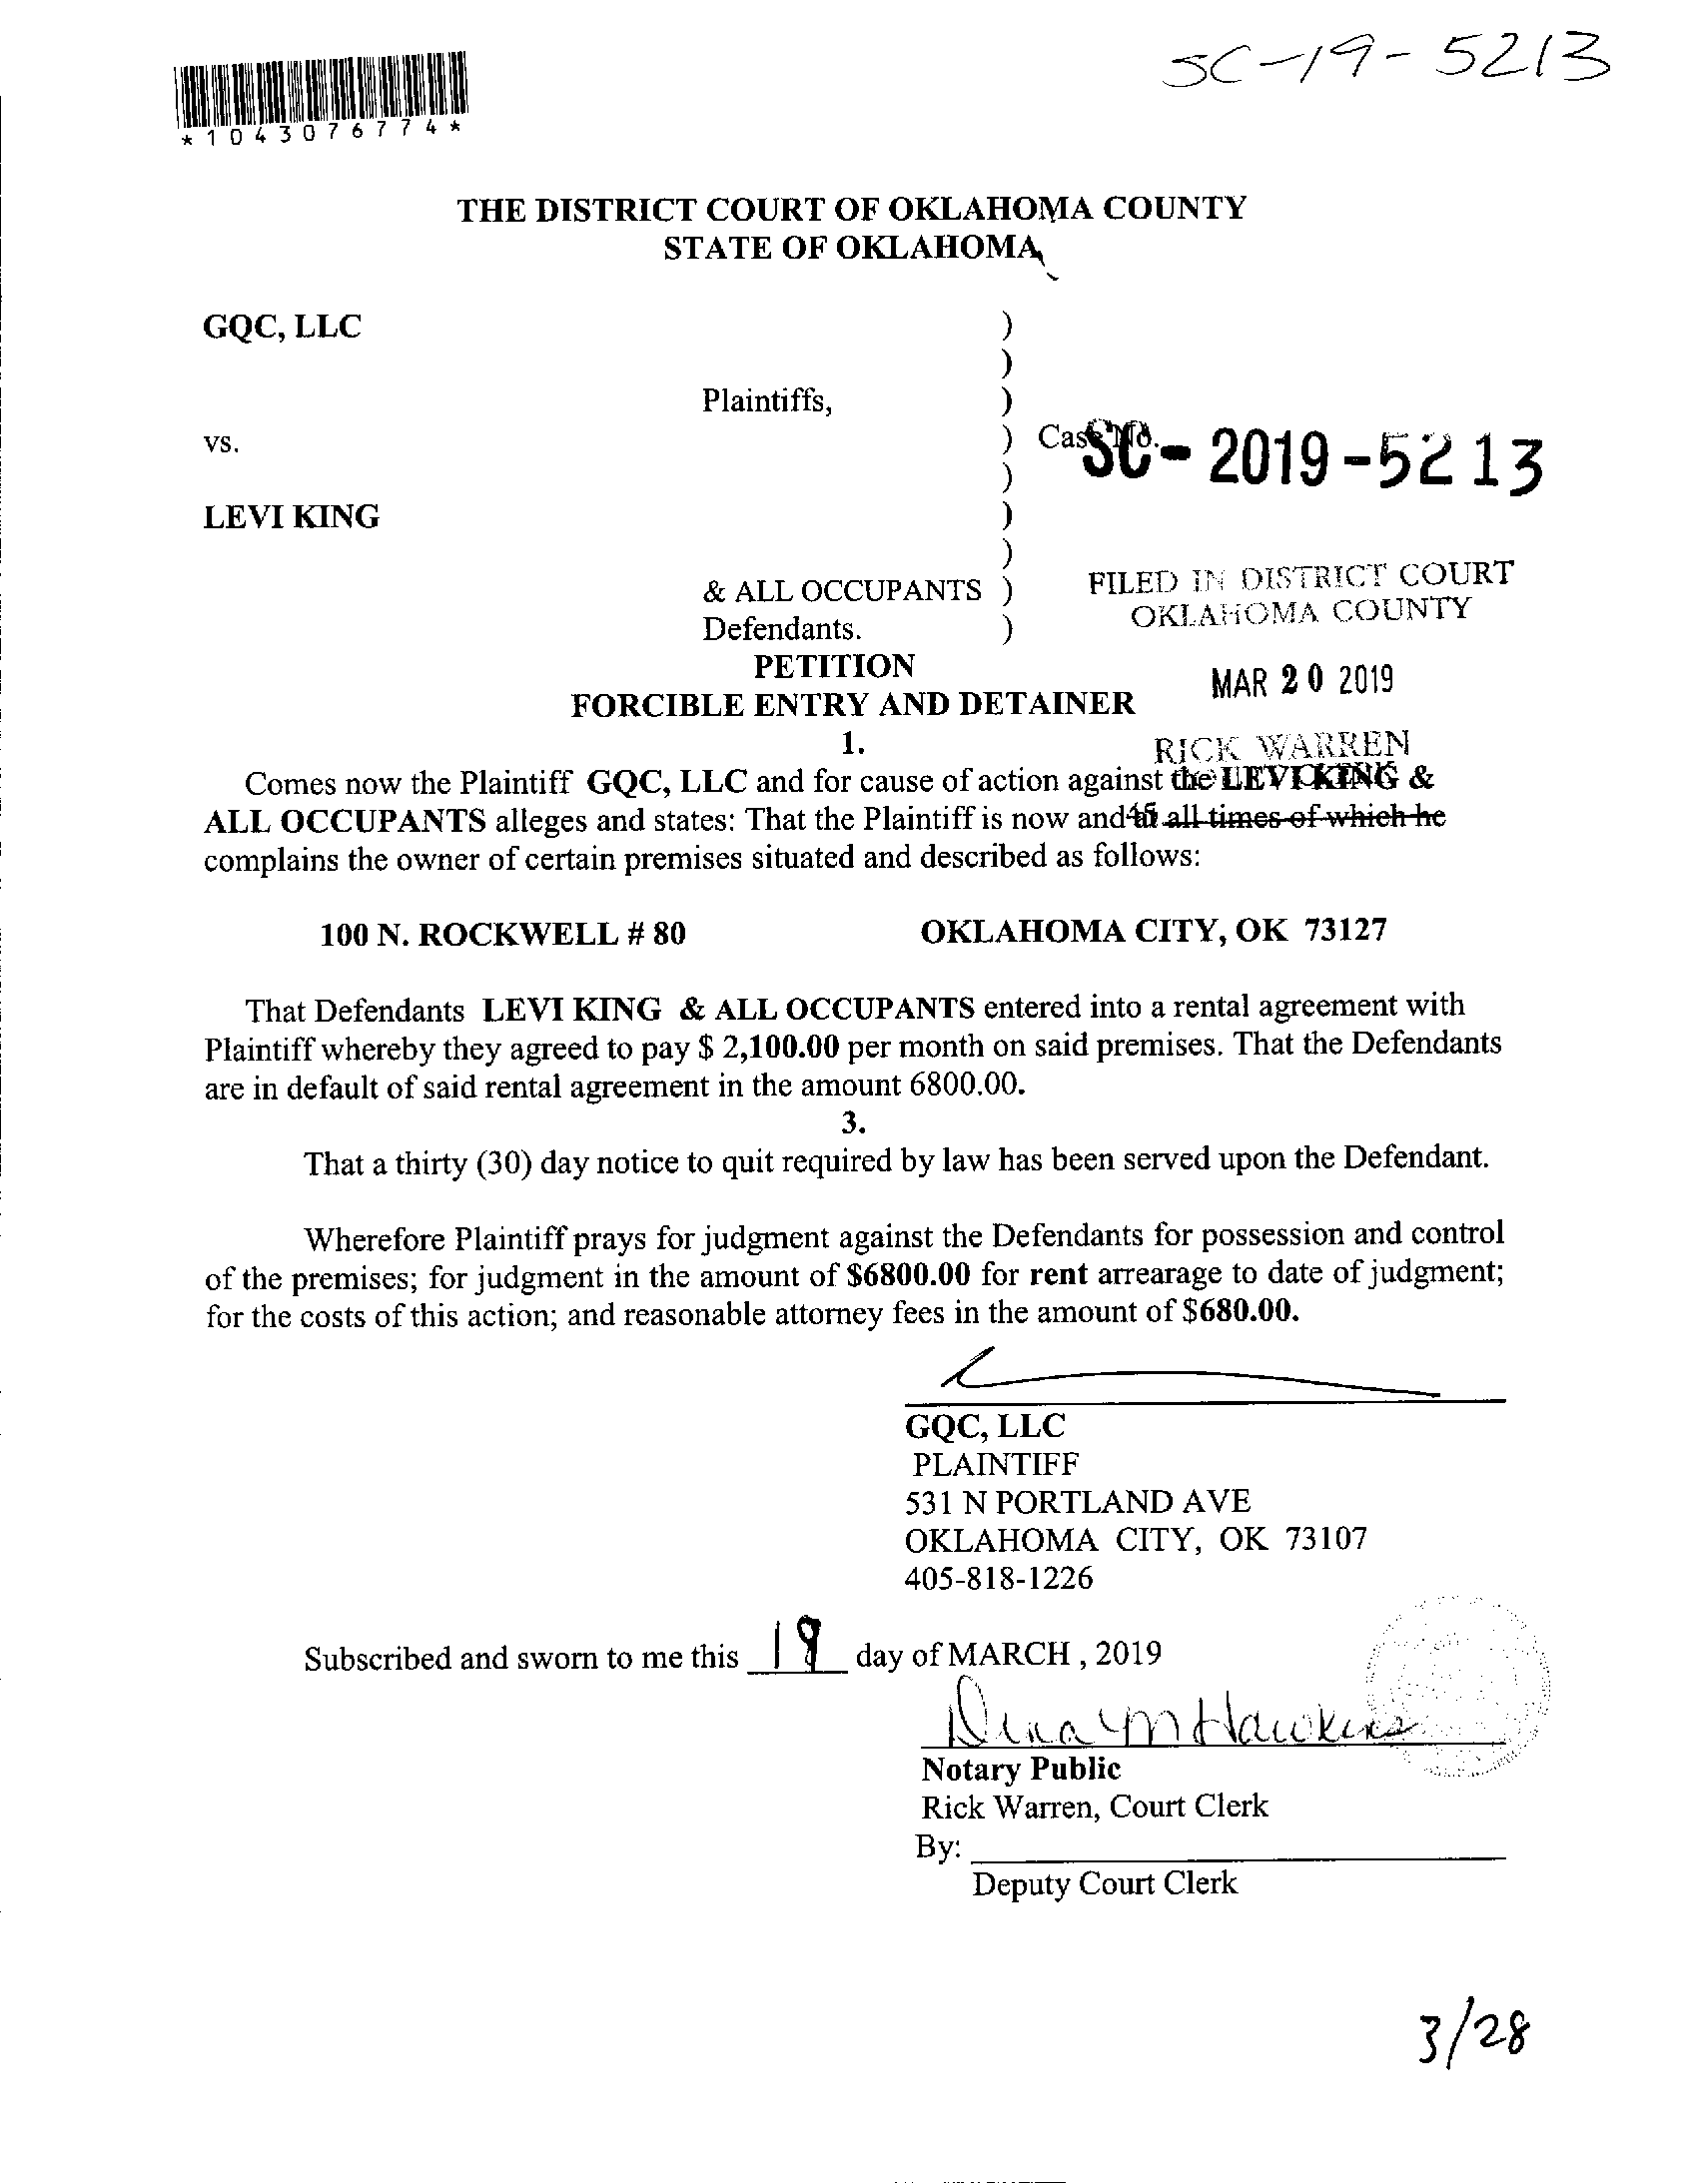 SC-19-5213
*1043076774*
THE DISTRICT COURT OF OKLAHOMA COUNTY
STATE OF OKLAHOMA
GQC, LLC )
)
Plaintiffs, )
vs. ) Case No. SC- 2019-5213
)
LEVI KING )
)
& ALL OCCUPANTS ) FILED IN DISTRICT COURT
OKLAHOMA COUNTY
Defendants. )
PETITION
MAR 20 2019
FORCIBLE ENTRY AND DETAINER
1.
RICK WARREN
Comes now the Plaintiff GQC, LLC and for cause of action against the LEVI KING &
ALL OCCUPANTS alleges and states: That the Plaintiff is now and at all times of which he
complains the owner of certain premises situated and described as follows:
100 N. ROCKWELL # 80 OKLAHOMA CITY, OK 73127
That Defendants LEVI KING & ALL OCCUPANTS entered into a rental agreement with
Plaintiff whereby they agreed to pay $ 2,100.00 per month on said premises. That the Defendants
are in default of said rental agreement in the amount 6800.00.
3.
That a thirty (30) day notice to quit required by law has been served upon the Defendant.
Wherefore Plaintiff prays for judgment against the Defendants for possession and control
of the premises; for judgment in the amount of $6800.00 for rent arrearage to date of judgment;
for the costs of this action; and reasonable attorney fees in the amount of $680.00.
GQC, LLC
PLAINTIFF
531 N PORTLAND AVE
OKLAHOMA CITY, OK 73107
405-818-1226
Subscribed and sworn to me this 19 day of MARCH , 2019
Dena M Hawkins
Notary Public
Rick Warren, Court Clerk
By:
Deputy Court Clerk
3/28